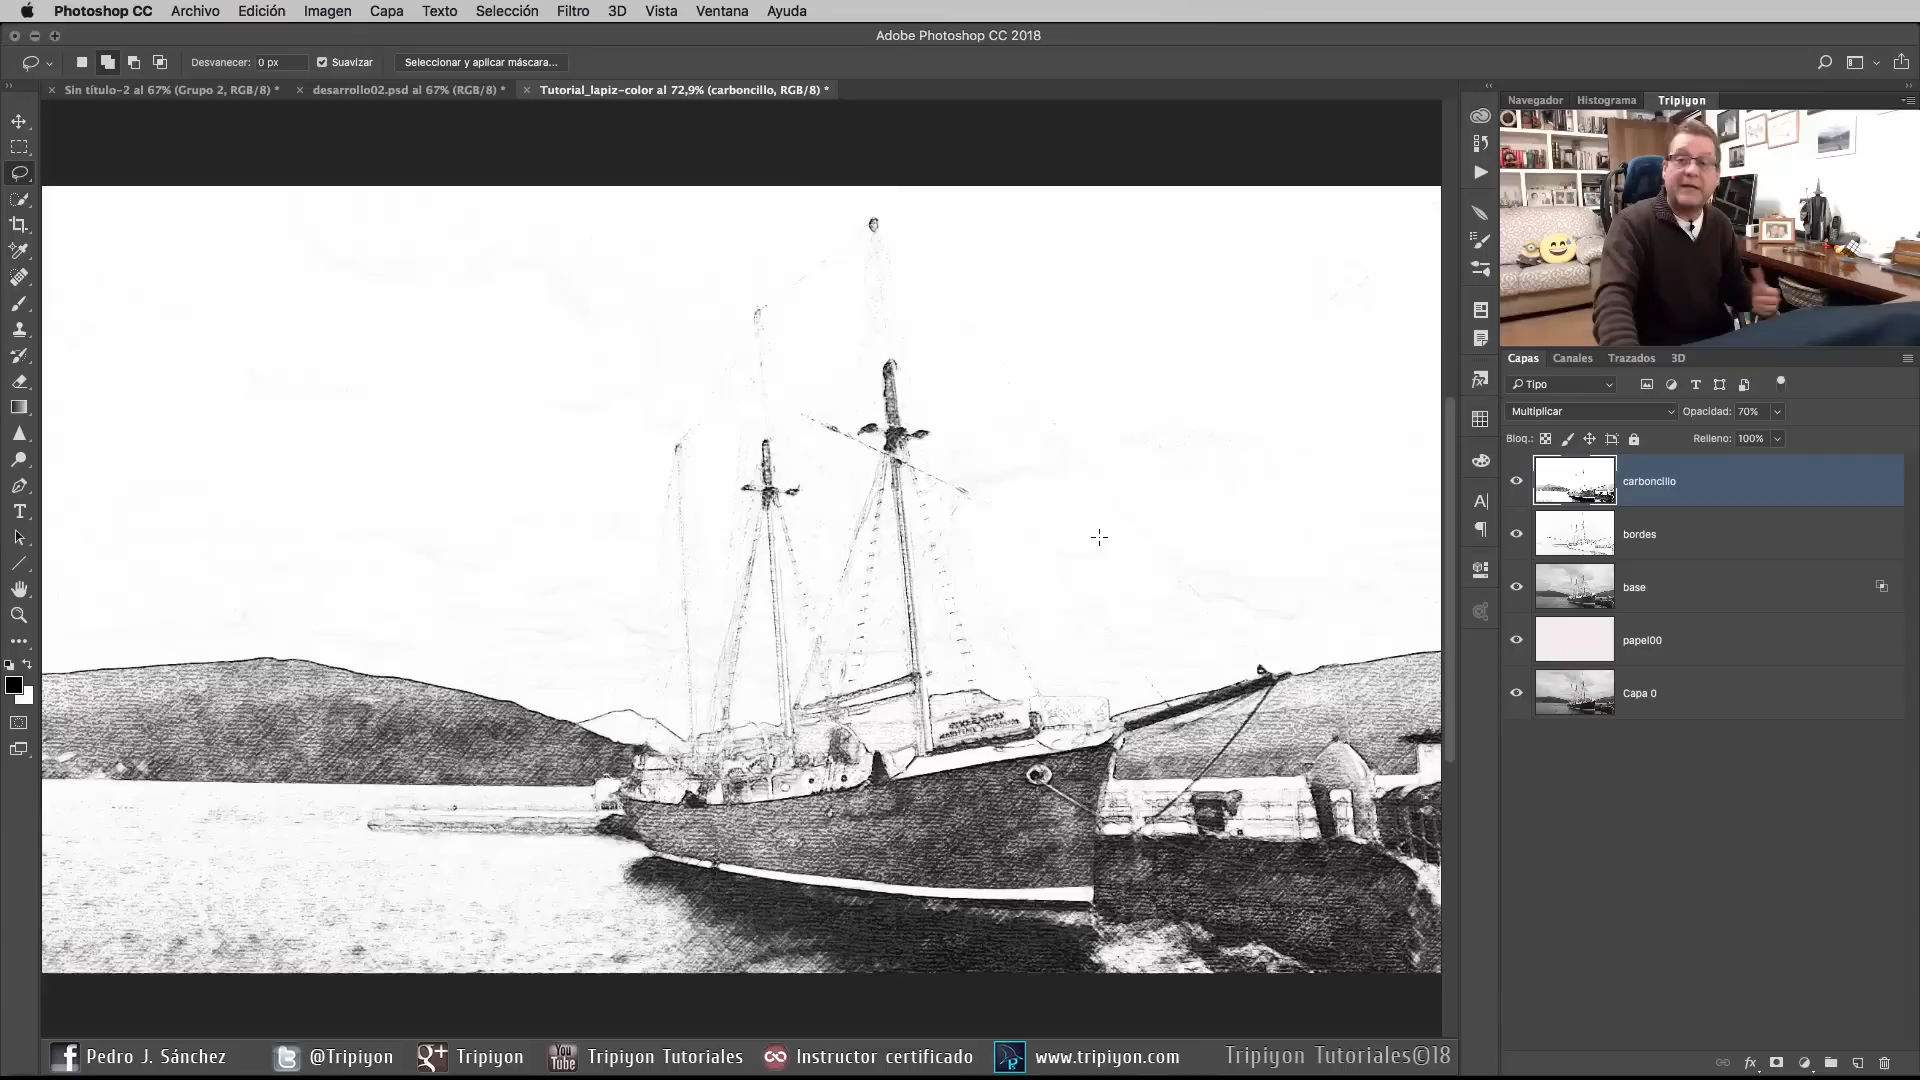 Photoshop CC Archivo Edición Imagen Capa Texto Selección Filtro 3D Vista Ventana Ayuda
Adobe Photoshop CC 2018
Desvanecer: 0 px Suavizar Seleccionar y aplicar máscara...
Sin título-2 al 67% (Grupo 2, RGB/8) * desarrollo02.psd al 67% (RGB/8) * Tutorial_lapiz-color al 72,9% (carboncillo, RGB/8) *
Navegador Histograma Tripiyon
Capas Canales Trazados 3D
Tipo
Multiplicar Opacidad: 70%
Bloq.: Relleno: 100%
carboncillo
bordes
base
papel00
Capa 0
Pedro J. Sánchez @Tripiyon Tripiyon You Tube Tripiyon Tutoriales Instructor certificado www.tripiyon.com Tripiyon Tutoriales©18